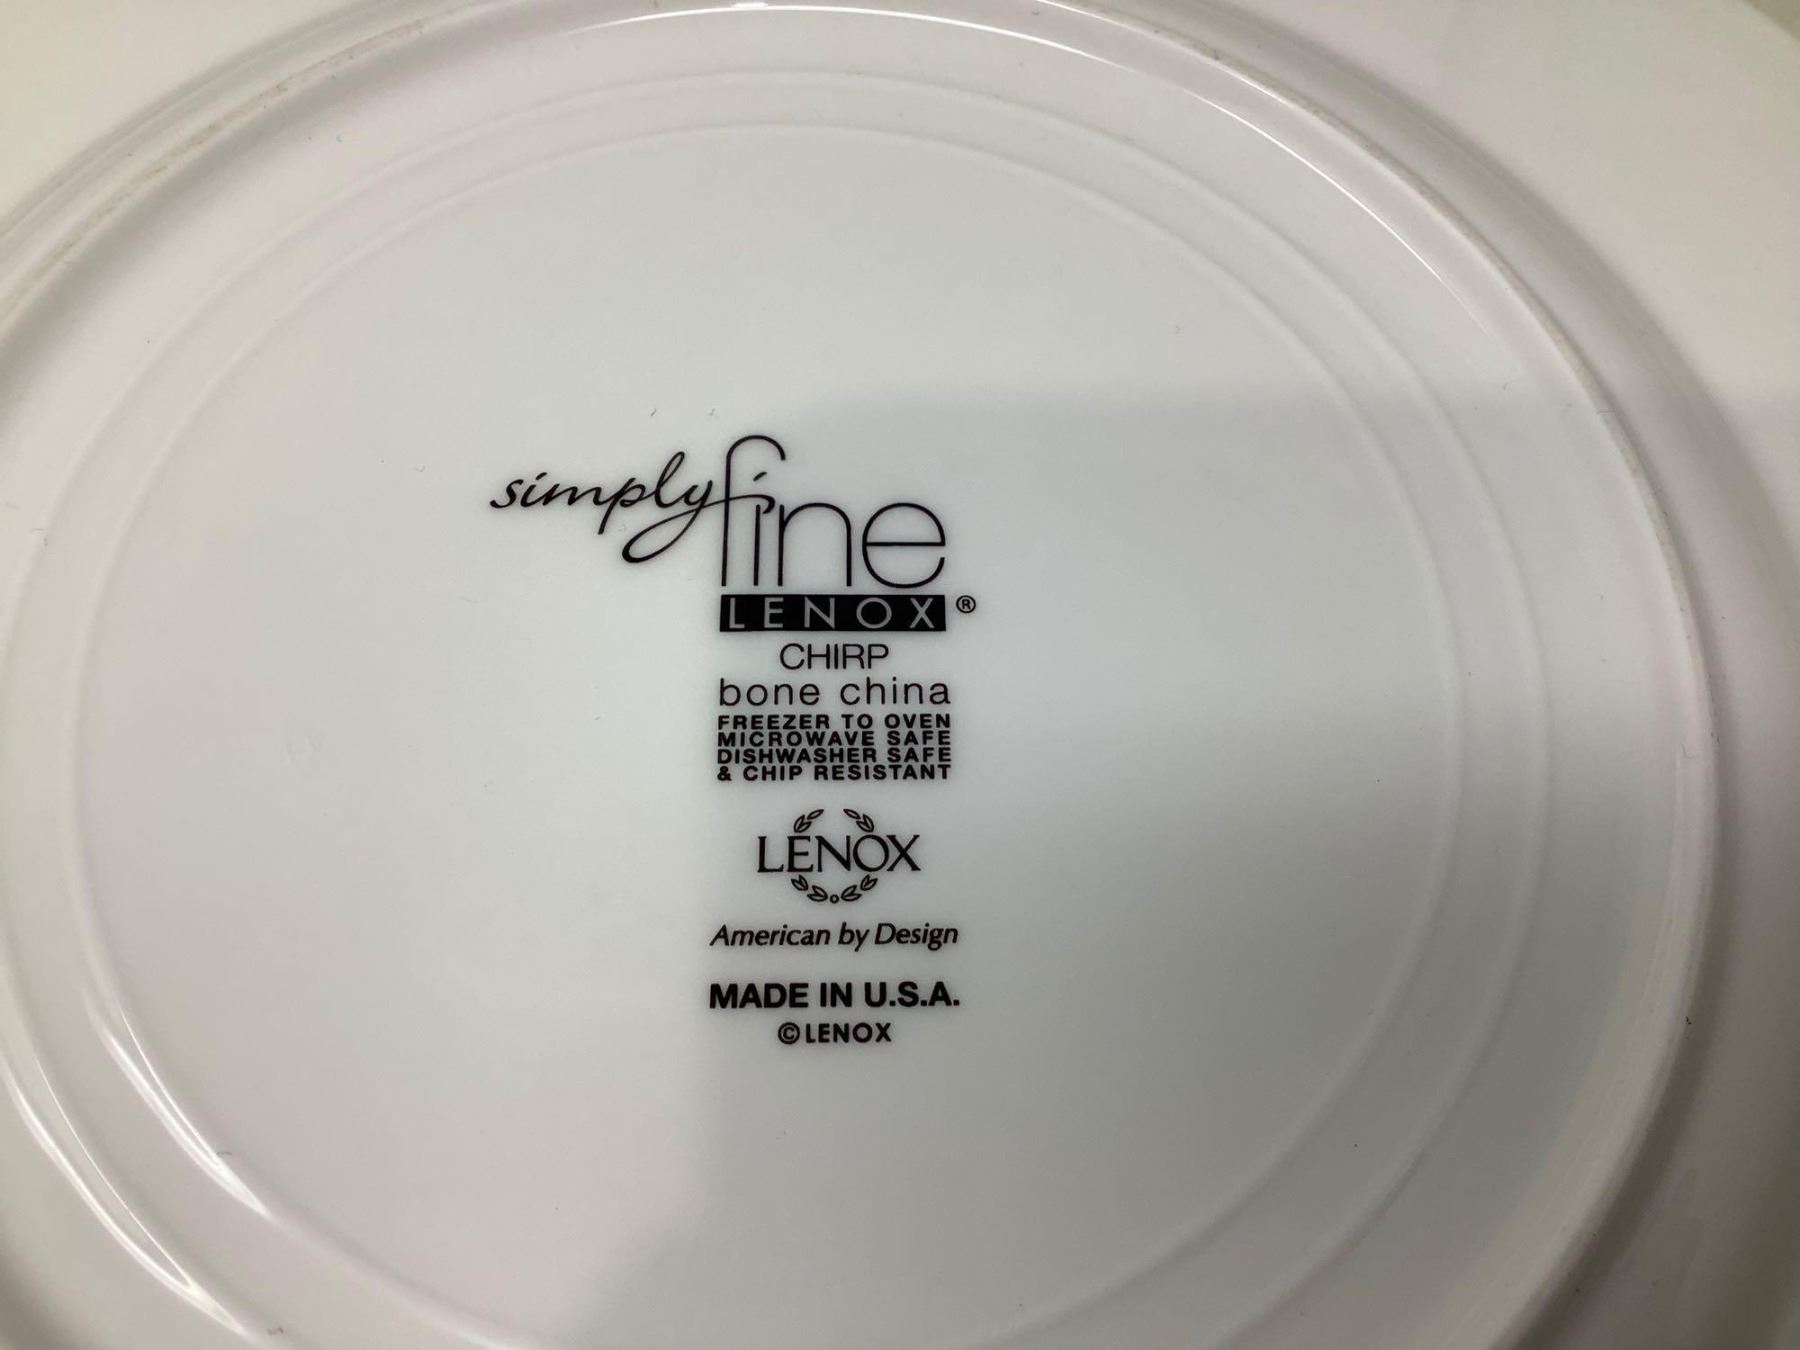 simply fine
LENOX ®
CHIRP
bone china
FREEZER TO OVEN
MICROWAVE SAFE
DISHWASHER SAFE
& CHIP RESISTANT
LENOX
American by Design
MADE IN U.S.A.
© LENOX